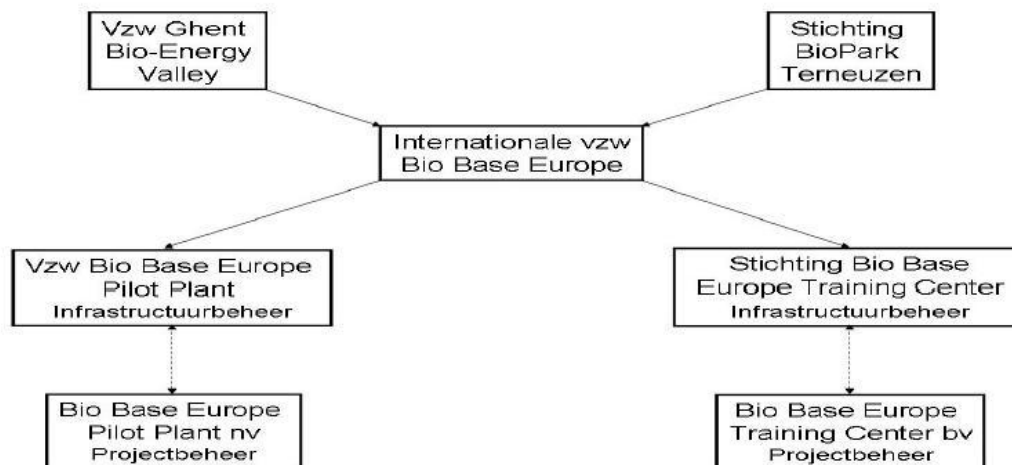 Vzw Ghent
Bio-Energy
Valley
Stichting
BioPark
Terneuzen
Internationale vzw
Bio Base Europe
Vzw Bio Base Europe
Pilot Plant
Infrastructuurbeheer
Stichting Bio Base
Europe Training Center
Infrastructuurbeheer
Bio Base Europe
Pilot Plant nv
Projectbeheer
Bio Base Europe
Training Center bv
Projectbeheer